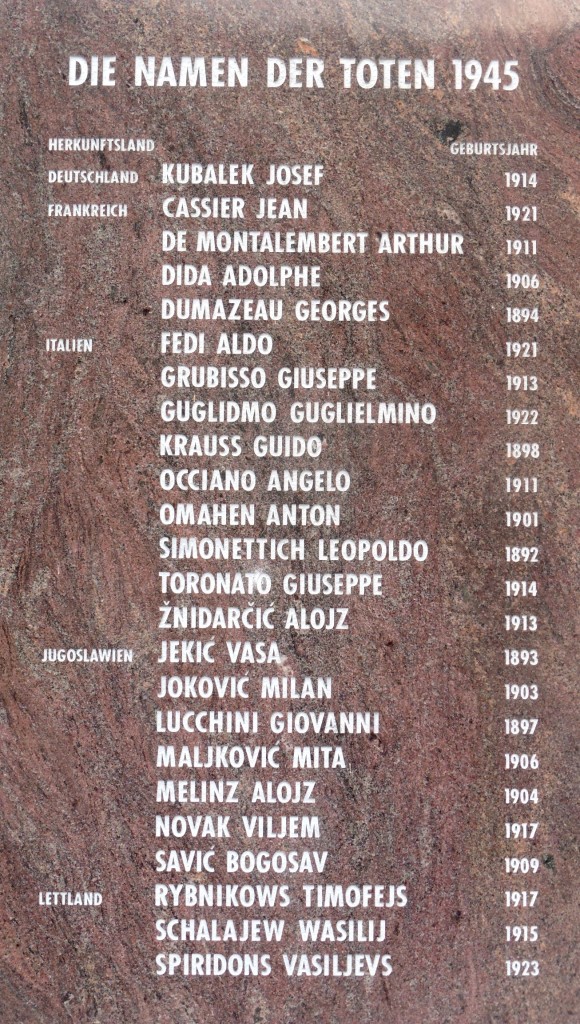 DIE NAMEN DER TOTEN 1945
HERKUNFTSLAND GEBURTSJAHR
DEUTSCHLAND KUBALEK JOSEF 1914
FRANKREICH CASSIER JEAN 1921
DE MONTALEMBERT ARTHUR 1911
DIDA ADOLPHE 1906
DUMAZEAU GEORGES 1894
ITALIEN FEDI ALDO 1921
GRUBISSO GIUSEPPE 1913
GUGLIDMO GUGLIELMINO 1922
KRAUSS GUIDO 1898
OCCIANO ANGELO 1911
OMAHEN ANTON 1901
SIMONETTICH LEOPOLDO 1892
TORONATO GIUSEPPE 1914
ŽNIDARČIĆ ALOJZ 1913
JUGOSLAWIEN JEKIĆ VASA 1893
JOKOVIĆ MILAN 1903
LUCCHINI GIOVANNI 1897
MALJKOVIĆ MITA 1906
MELINZ ALOJZ 1904
NOVAK VILJEM 1917
SAVIĆ BOGOSAV 1909
LETTLAND RYBNIKOWS TIMOFEJS 1917
SCHALAJEW WASILIJ 1915
SPIRIDONS VASILJEVS 1923